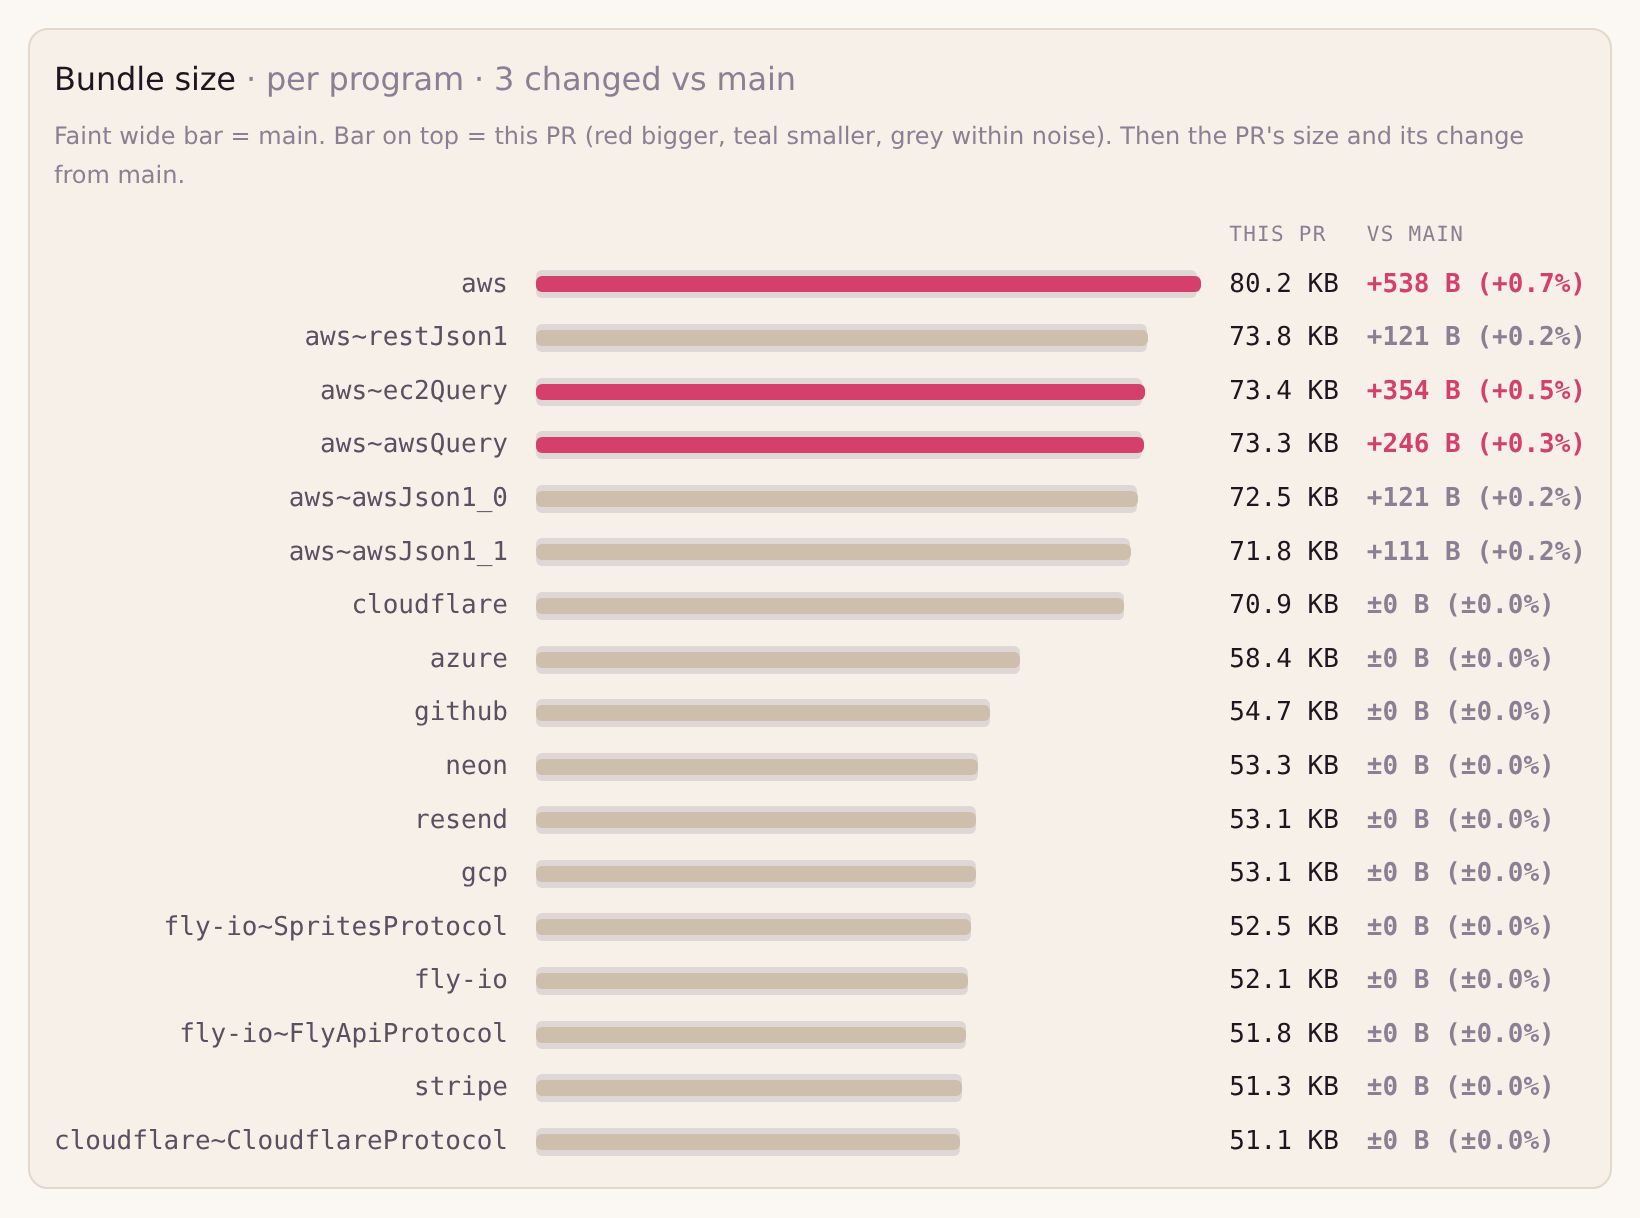 Bundle size · per program · 3 changed vs main
Faint wide bar = main. Bar on top = this PR (red bigger, teal smaller, grey within noise). Then the PR's size and its change
from main.
THIS PR VS MAIN
aws 80.2 KB +538 B (+0.7%)
aws~restJson1 73.8 KB +121 B (+0.2%)
aws~ec2Query 73.4 KB +354 B (+0.5%)
aws~awsQuery 73.3 KB +246 B (+0.3%)
aws~awsJson1_0 72.5 KB +121 B (+0.2%)
aws~awsJson1_1 71.8 KB +111 B (+0.2%)
cloudflare 70.9 KB ±0 B (±0.0%)
azure 58.4 KB ±0 B (±0.0%)
github 54.7 KB ±0 B (±0.0%)
neon 53.3 KB ±0 B (±0.0%)
resend 53.1 KB ±0 B (±0.0%)
gcp 53.1 KB ±0 B (±0.0%)
fly-io~SpritesProtocol 52.5 KB ±0 B (±0.0%)
fly-io 52.1 KB ±0 B (±0.0%)
fly-io~FlyApiProtocol 51.8 KB ±0 B (±0.0%)
stripe 51.3 KB ±0 B (±0.0%)
cloudflare~CloudflareProtocol 51.1 KB ±0 B (±0.0%)